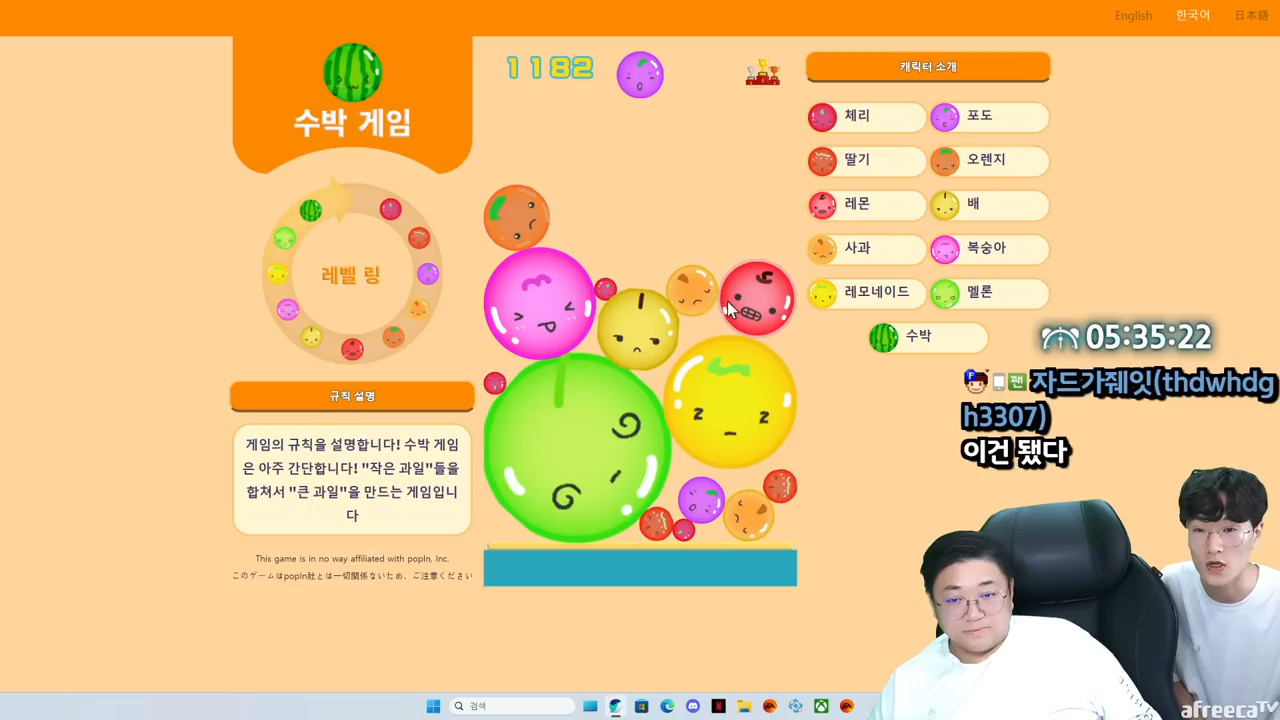 English 한국어 日本語
수박 게임
1182
캐릭터 소개
체리
포도
딸기
오렌지
레몬
배
사과
복숭아
레모네이드
멜론
수박
레벨 링
규칙 설명
게임의 규칙을 설명합니다! 수박 게임
은 아주 간단합니다! "작은 과일"들을
합쳐서 "큰 과일"을 만드는 게임입니
다
This game is in no way affiliated with popIn, Inc.
このゲームはpopIn社とは一切関係ないため、ご注意ください
05:35:22
팬 자드가줴잇(thdwhdg
h3307)
이건 됐다
검색
afreecaTV